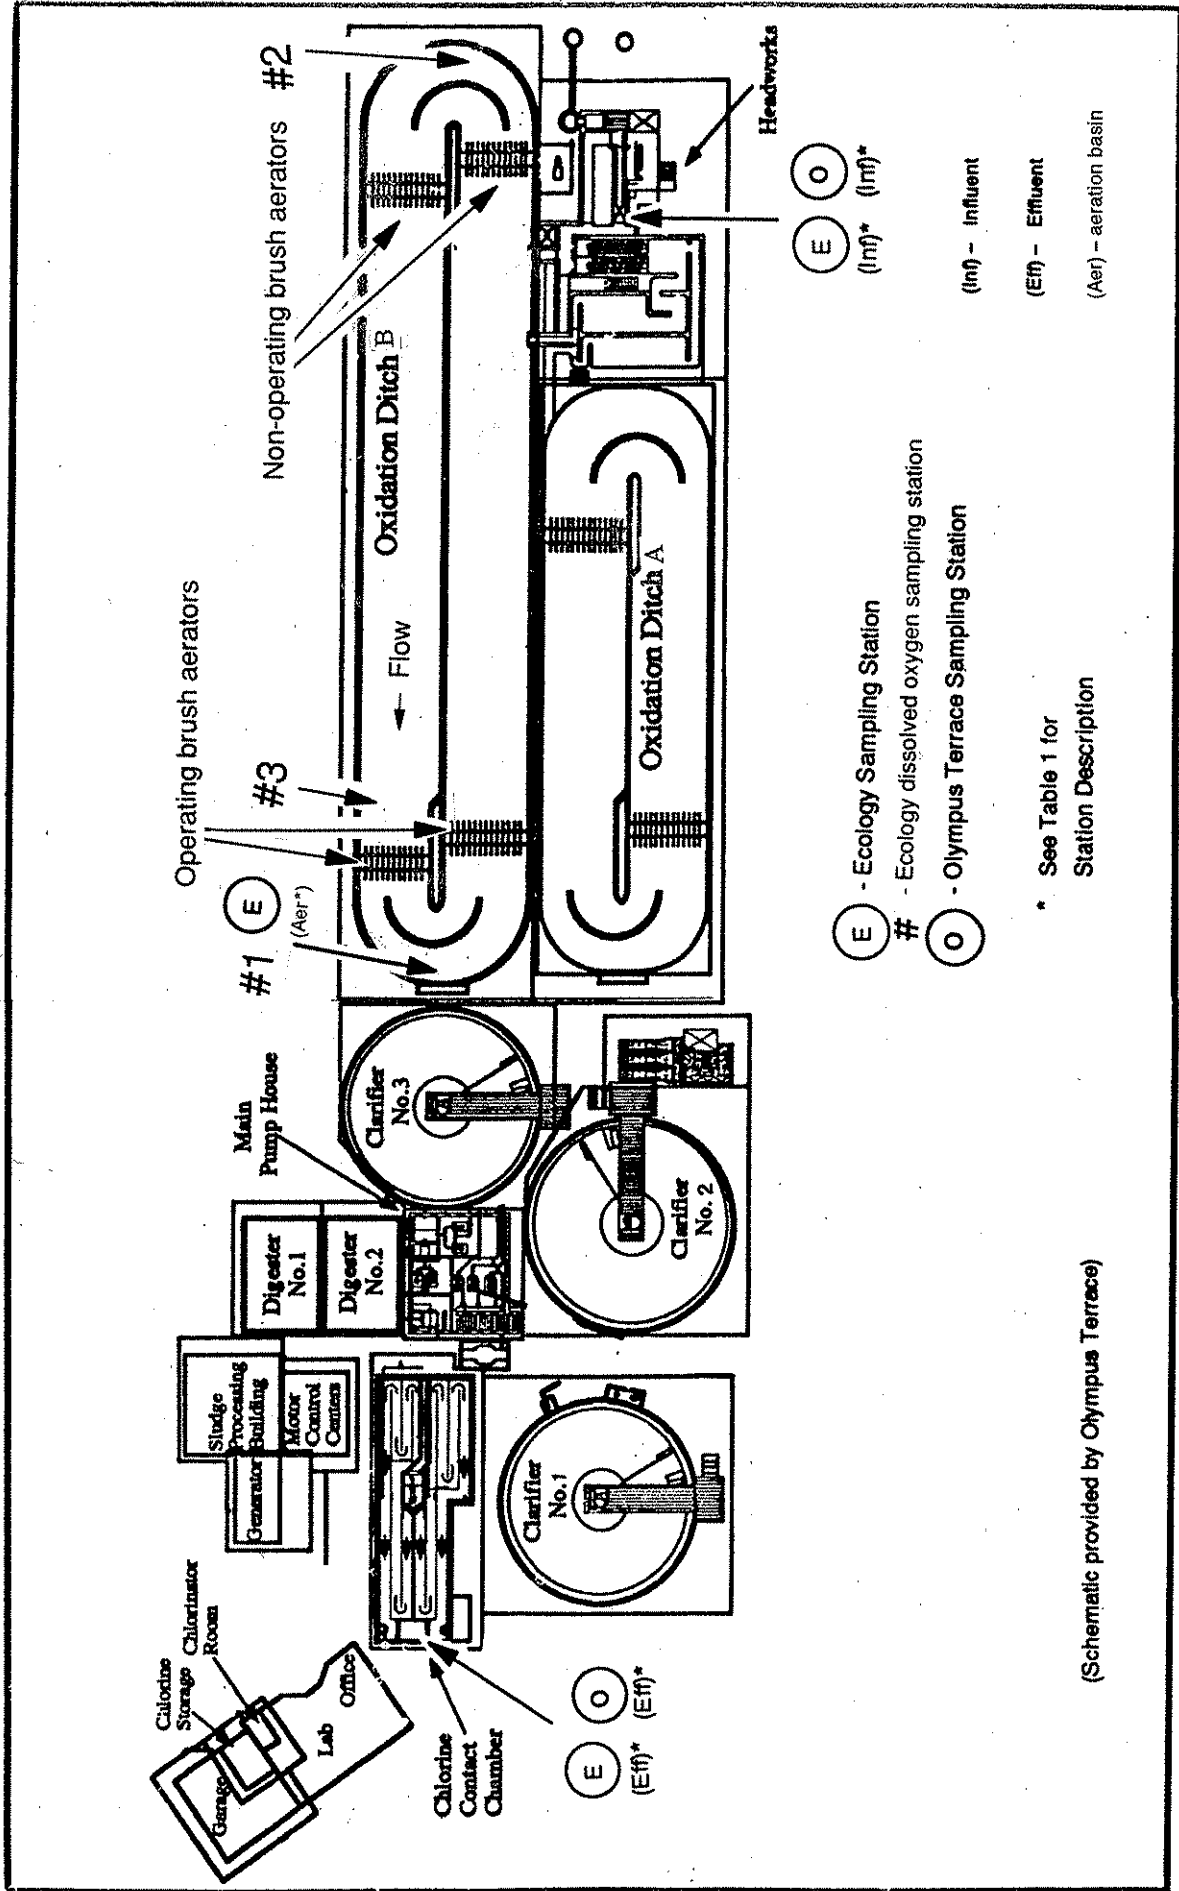 Operating brush aerators
Non-operating brush aerators
#1
E
(Aer*)
#3
#2
Main
Pump House
Chlorine
Storage
Chlorinator
Room
Garage
Lab
Office
Sludge
Processing
Building
Generator
Motor
Control
Centers
Digester
No.1
Digester
No.2
Clarifier
No.3
← Flow
Oxidation Ditch B
Chlorine
Contact
Chamber
Clarifier
No.1
Clarifier
No. 2
Oxidation Ditch A
Headworks
E
(Eff)*
O
(Eff)*
E
(Inf)*
O
(Inf)*
E - Ecology Sampling Station
# - Ecology dissolved oxygen sampling station
O - Olympus Terrace Sampling Station
* See Table 1 for
Station Description
(Inf) – Influent
(Eff) – Effluent
(Aer) – aeration basin
(Schematic provided by Olympus Terrace)